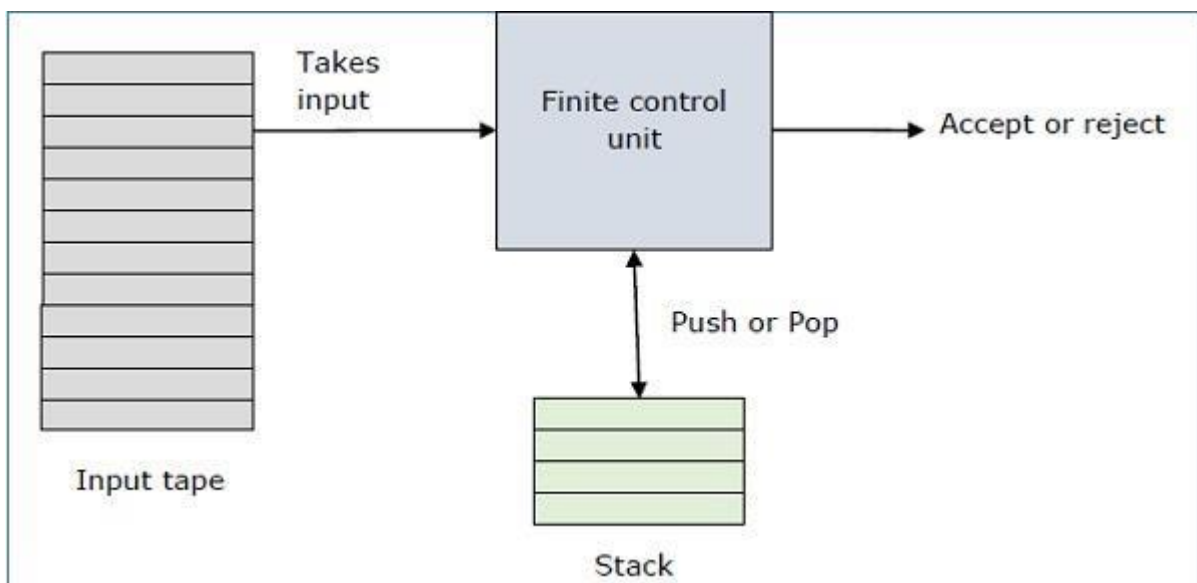 Takes
input
Finite control
unit
Accept or reject
Push or Pop
Input tape
Stack